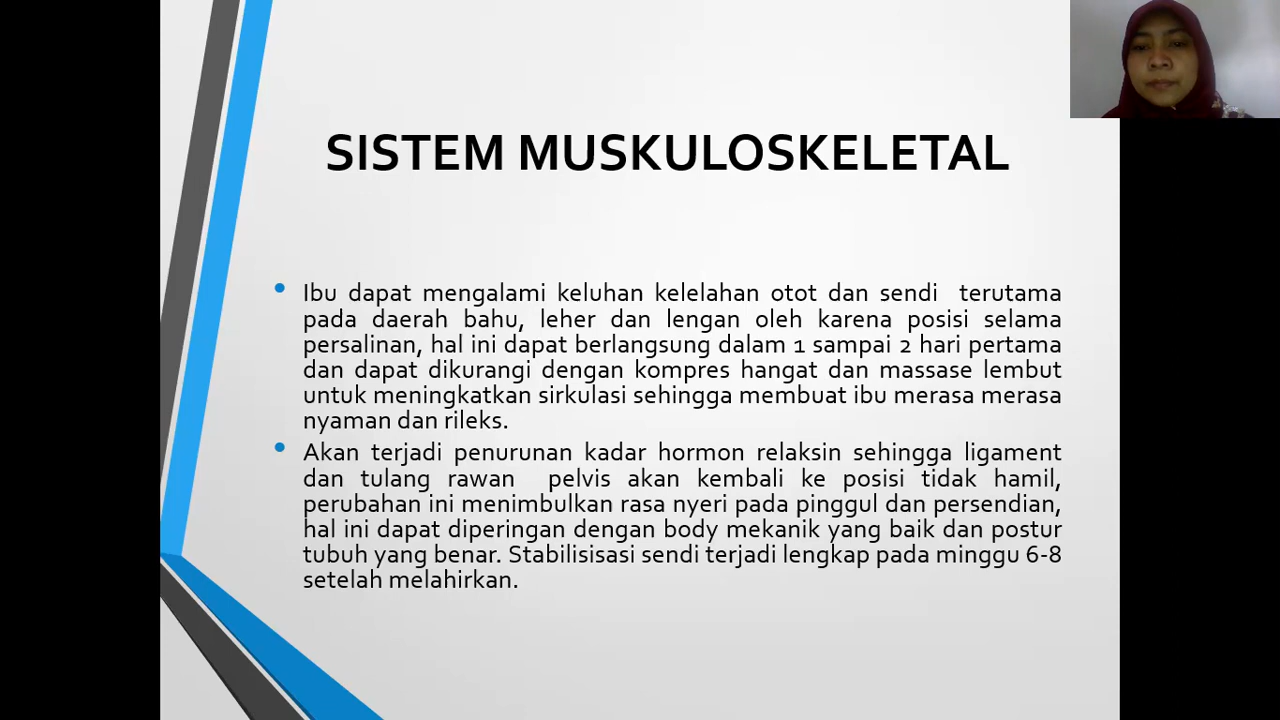 SISTEM MUSKULOSKELETAL
• Ibu dapat mengalami keluhan kelelahan otot dan sendi terutama
pada daerah bahu, leher dan lengan oleh karena posisi selama
persalinan, hal ini dapat berlangsung dalam 1 sampai 2 hari pertama
dan dapat dikurangi dengan kompres hangat dan massase lembut
untuk meningkatkan sirkulasi sehingga membuat ibu merasa merasa
nyaman dan rileks.
• Akan terjadi penurunan kadar hormon relaksin sehingga ligament
dan tulang rawan pelvis akan kembali ke posisi tidak hamil,
perubahan ini menimbulkan rasa nyeri pada pinggul dan persendian,
hal ini dapat diperingan dengan body mekanik yang baik dan postur
tubuh yang benar. Stabilisisasi sendi terjadi lengkap pada minggu 6-8
setelah melahirkan.